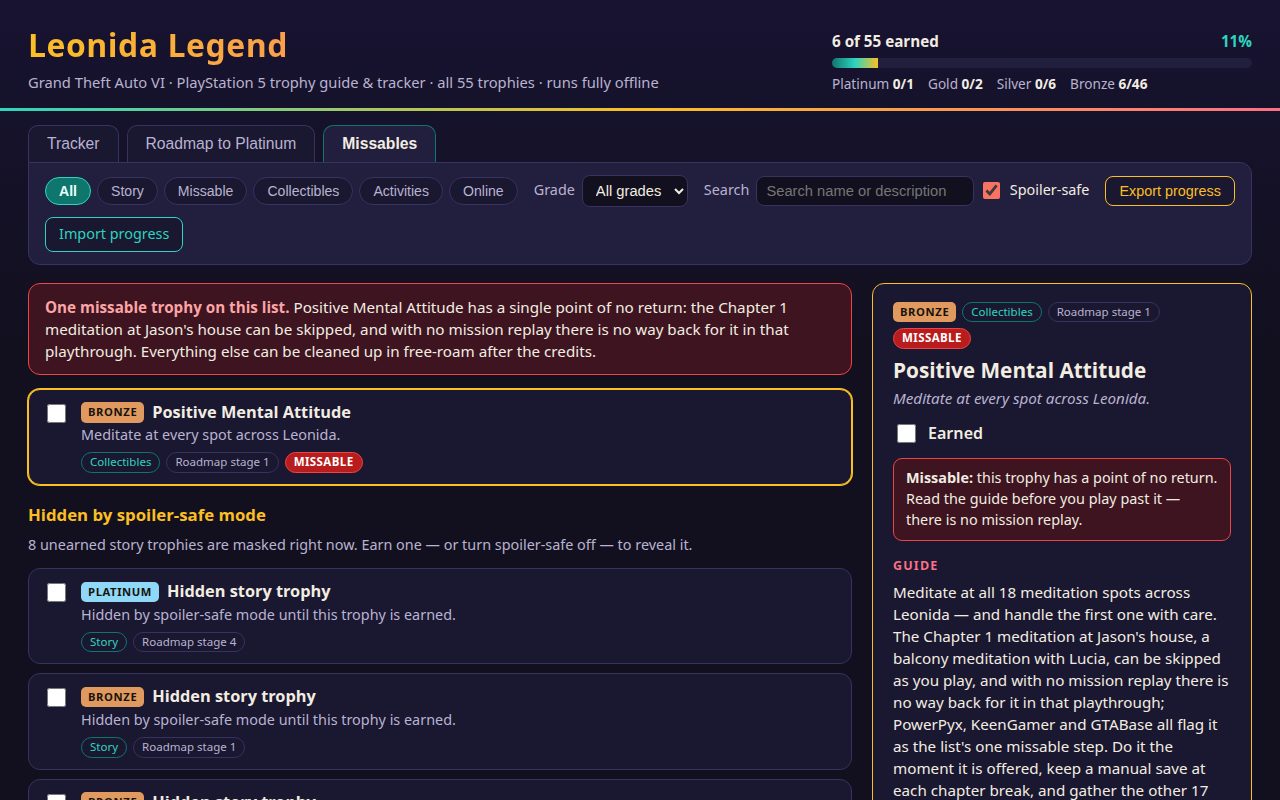 Leonida Legend
Grand Theft Auto VI · PlayStation 5 trophy guide & tracker · all 55 trophies · runs fully offline
6 of 55 earned 11%
Platinum 0/1 Gold 0/2 Silver 0/6 Bronze 6/46
Tracker Roadmap to Platinum Missables
All Story Missable Collectibles Activities Online Grade All grades Search Search name or description Spoiler-safe Export progress
Import progress
One missable trophy on this list. Positive Mental Attitude has a single point of no return: the Chapter 1
meditation at Jason's house can be skipped, and with no mission replay there is no way back for it in that
playthrough. Everything else can be cleaned up in free-roam after the credits.
BRONZE Positive Mental Attitude
Meditate at every spot across Leonida.
Collectibles Roadmap stage 1 MISSABLE
Hidden by spoiler-safe mode
8 unearned story trophies are masked right now. Earn one — or turn spoiler-safe off — to reveal it.
PLATINUM Hidden story trophy
Hidden by spoiler-safe mode until this trophy is earned.
Story Roadmap stage 4
BRONZE Hidden story trophy
Hidden by spoiler-safe mode until this trophy is earned.
Story Roadmap stage 1
BRONZE Hidden story trophy
BRONZE Collectibles Roadmap stage 1
MISSABLE
Positive Mental Attitude
Meditate at every spot across Leonida.
Earned
Missable: this trophy has a point of no return.
Read the guide before you play past it —
there is no mission replay.
GUIDE
Meditate at all 18 meditation spots across
Leonida — and handle the first one with care.
The Chapter 1 meditation at Jason's house, a
balcony meditation with Lucia, can be skipped
as you play, and with no mission replay there is
no way back for it in that playthrough;
PowerPyx, KeenGamer and GTABase all flag it
as the list's one missable step. Do it the
moment it is offered, keep a manual save at
each chapter break, and gather the other 17